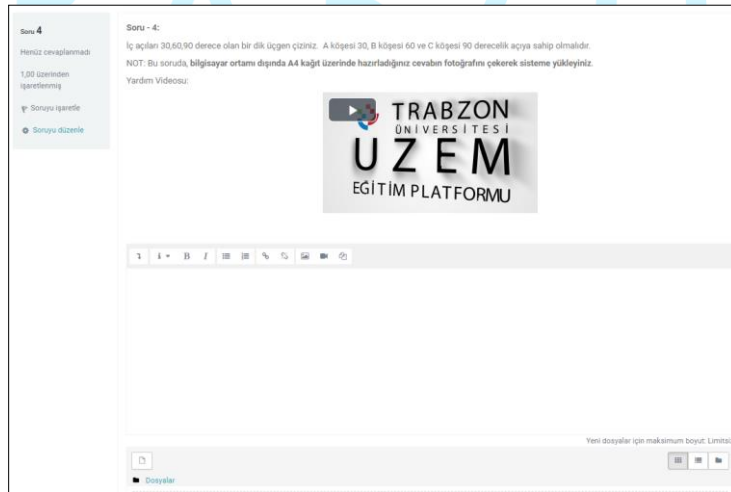 Soru 4
Henüz cevaplanmadı
1,00 üzerinden
işaretlenmiş
Soruyu işaretle
Soruyu düzenle
Soru - 4:
İç açıları 30,60,90 derece olan bir dik üçgen çiziniz. A köşesi 30, B köşesi 60 ve C köşesi 90 derecelik açıya sahip olmalıdır.
NOT: Bu soruda, bilgisayar ortamı dışında A4 kağıt üzerinde hazırladığınız cevabın fotoğrafını çekerek sisteme yükleyiniz.
Yardım Videosu:
TRABZON
ÜNİVERSİTESİ
UZEM
EĞİTİM PLATFORMU
B I
Yeni dosyalar için maksimum boyut: Limitsi
Dosyalar